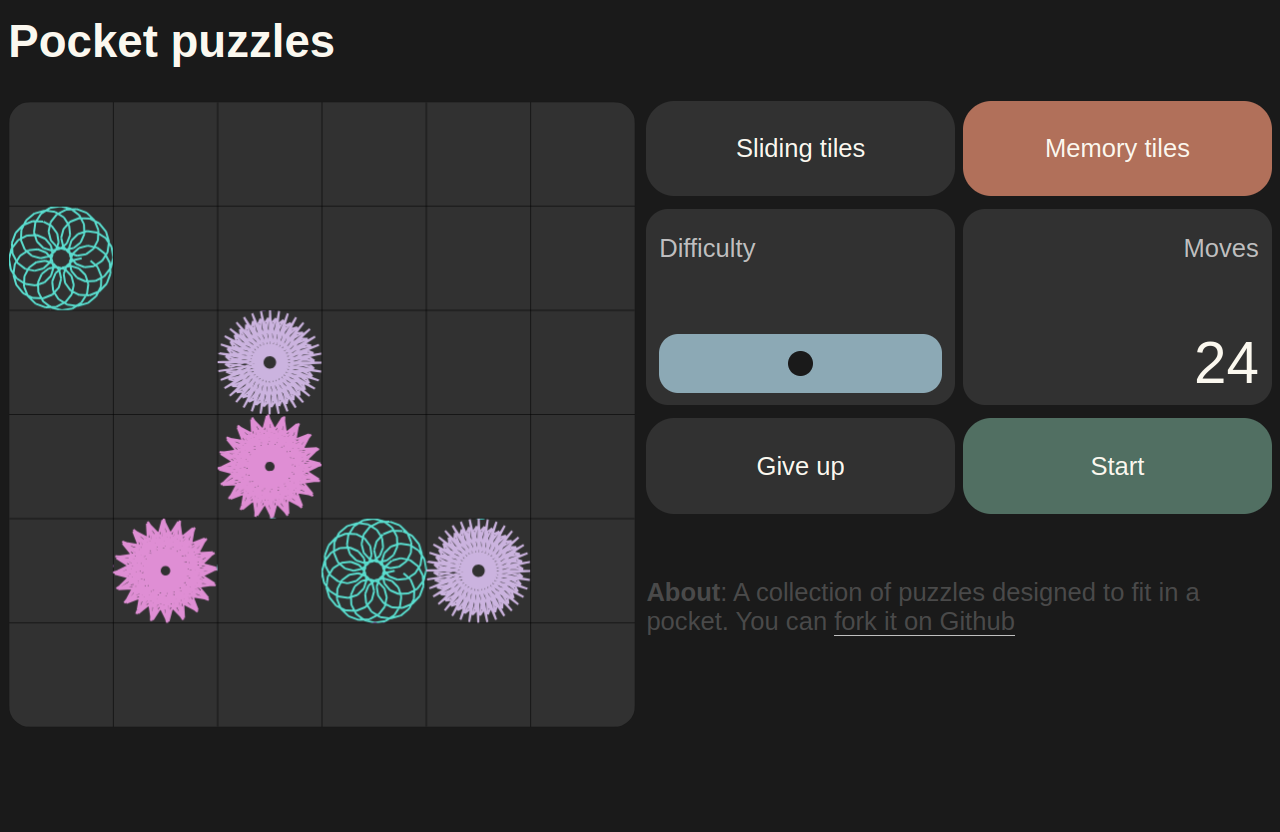 Pocket puzzles
Sliding tiles
Memory tiles
Difficulty
Moves
24
Give up
Start
About: A collection of puzzles designed to fit in a
pocket. You can fork it on Github